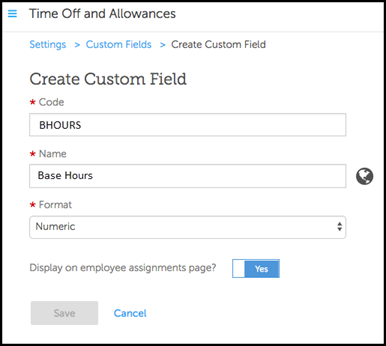 Time Off and Allowances
Settings > Custom Fields > Create Custom Field
Create Custom Field
* Code
BHOURS
* Name
Base Hours
* Format
Numeric
Display on employee assignments page? Yes
Save Cancel